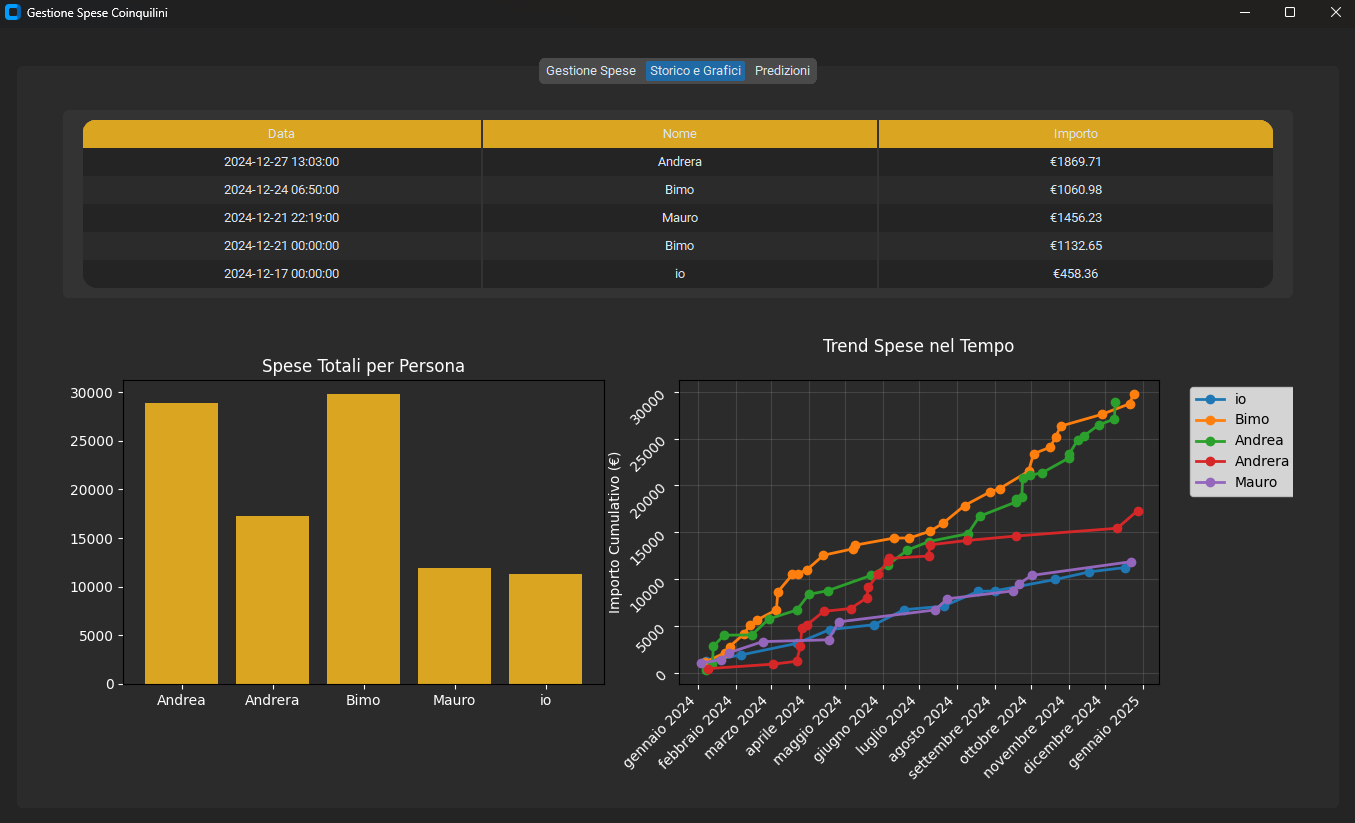 Gestione Spese Coinquilini
Gestione Spese Storico e Grafici Predizioni
Data Nome Importo
2024-12-27 13:03:00 Andrera €1869.71
2024-12-24 06:50:00 Bimo €1060.98
2024-12-21 22:19:00 Mauro €1456.23
2024-12-21 00:00:00 Bimo €1132.65
2024-12-17 00:00:00 io €458.36
Spese Totali per Persona
30000
25000
20000
15000
10000
5000
0
Andrea Andrera Bimo Mauro io
Trend Spese nel Tempo
Importo Cumulativo (€)
30000
25000
20000
15000
10000
5000
0
gennaio 2024
febbraio 2024
marzo 2024
aprile 2024
maggio 2024
giugno 2024
luglio 2024
agosto 2024
settembre 2024
ottobre 2024
novembre 2024
dicembre 2024
gennaio 2025
io
Bimo
Andrea
Andrera
Mauro